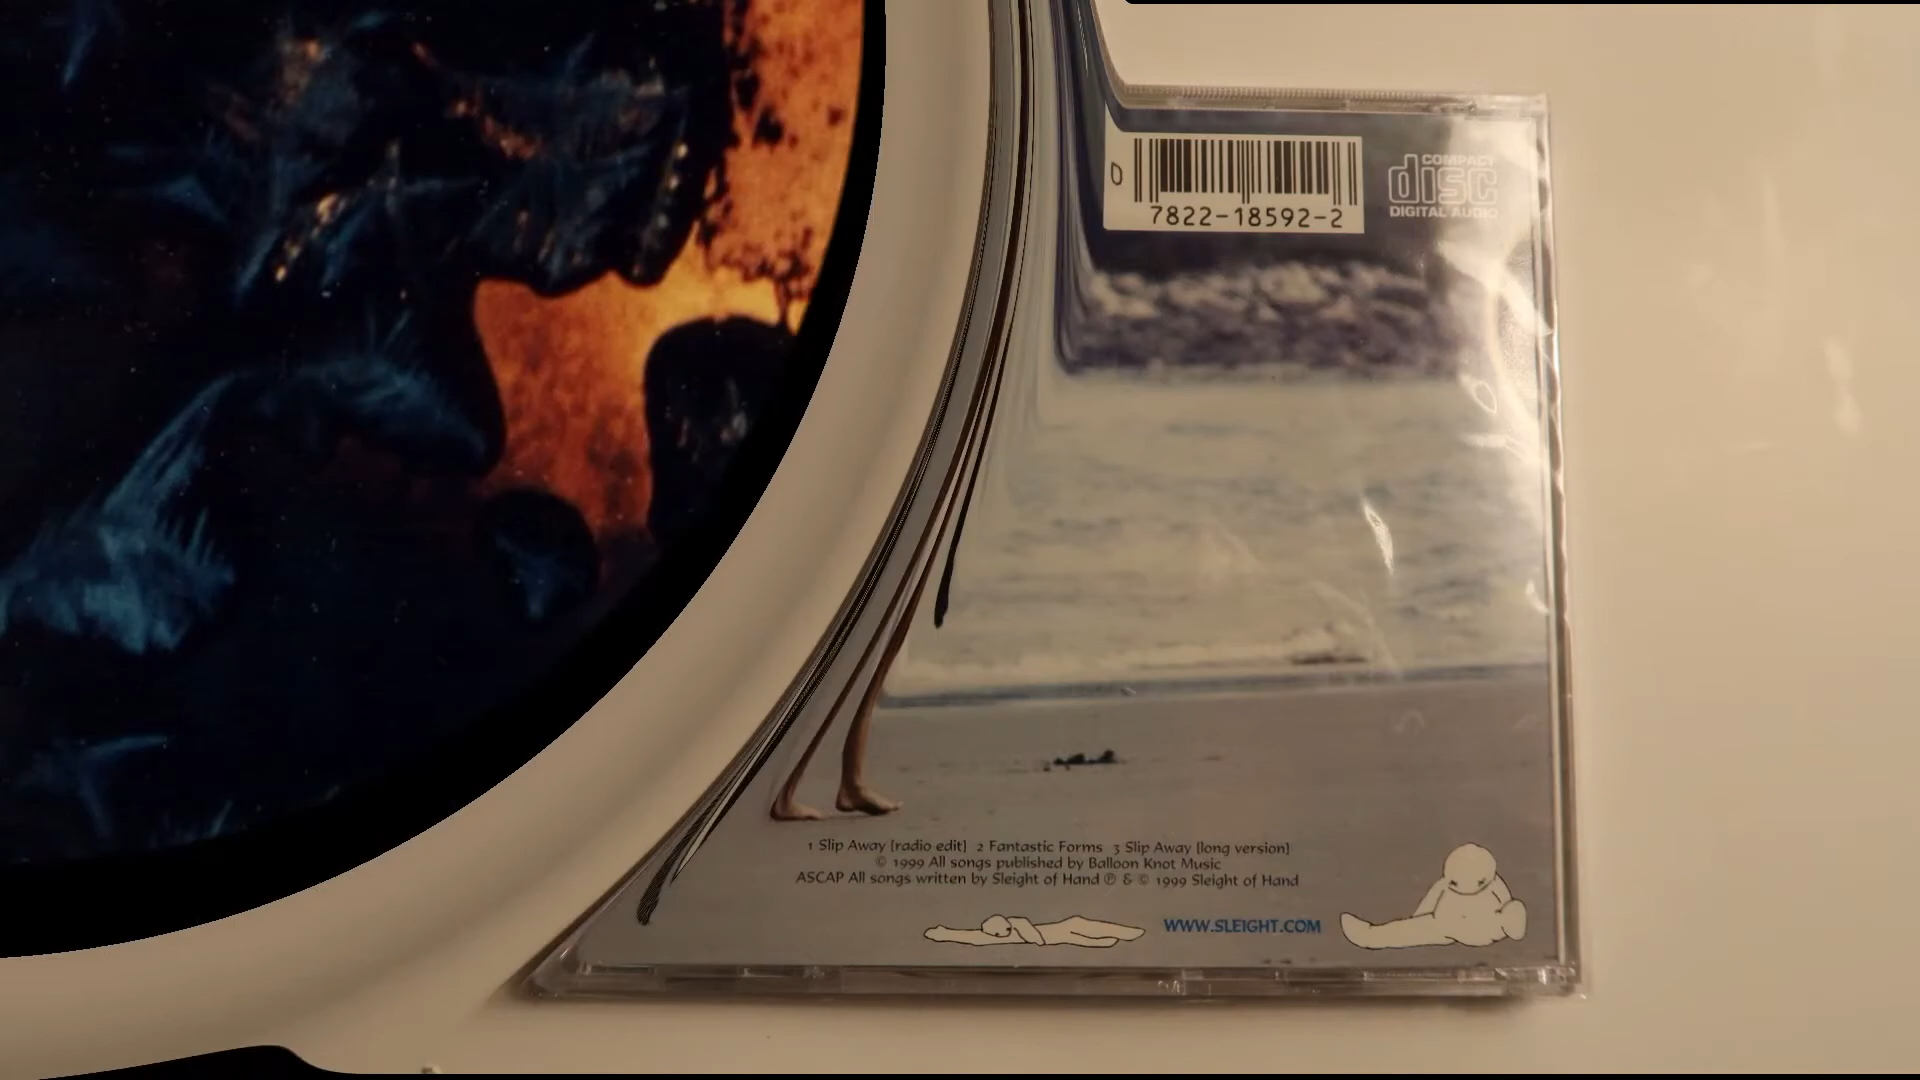 0
7822-18592-2
COMPACT
disc
DIGITAL AUDIO
1 Slip Away [radio edit] 2 Fantastic Forms 3 Slip Away [long version]
© 1999 All songs published by Balloon Knot Music
ASCAP All songs written by Sleight of Hand ℗ & © 1999 Sleight of Hand
WWW.SLEIGHT.COM